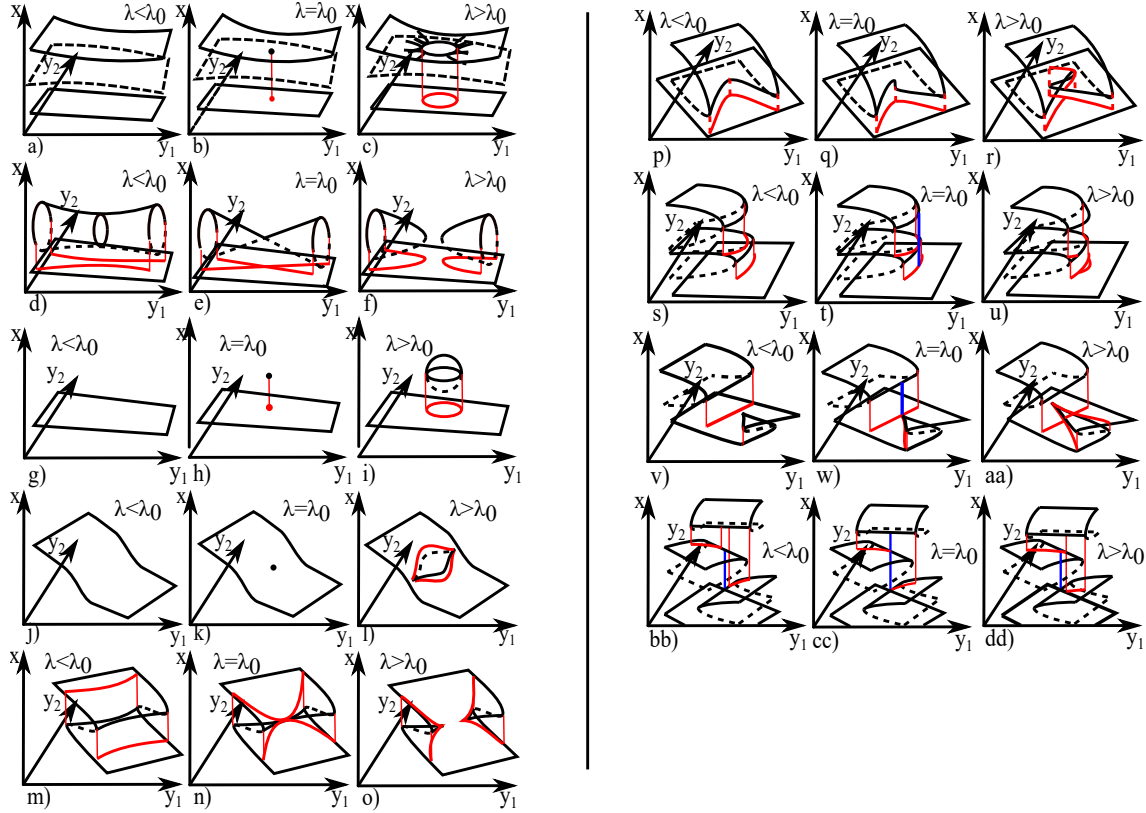 x λ<λ₀ y₂ a) y₁
x λ=λ₀ y₂ b) y₁
x λ>λ₀ y₂ c) y₁
x λ<λ₀ y₂ d) y₁
x λ=λ₀ y₂ e) y₁
x λ>λ₀ y₂ f) y₁
x λ<λ₀ y₂ g) y₁
x λ=λ₀ y₂ h) y₁
x λ>λ₀ y₂ i) y₁
x λ<λ₀ y₂ j) y₁
x λ=λ₀ y₂ k) y₁
x λ>λ₀ y₂ l) y₁
x λ<λ₀ y₂ m) y₁
x λ=λ₀ y₂ n) y₁
x λ>λ₀ y₂ o) y₁
x λ<λ₀ y₂ p) y₁
x λ=λ₀ y₂ q) y₁
x λ>λ₀ y₂ r) y₁
x λ<λ₀ y₂ s) y₁
x λ=λ₀ y₂ t) y₁
x λ>λ₀ y₂ u) y₁
x λ<λ₀ y₂ v) y₁
x λ=λ₀ y₂ w) y₁
x λ>λ₀ y₂ aa) y₁
x y₂ λ<λ₀ bb) y₁
x y₂ λ=λ₀ cc) y₁
x y₂ λ>λ₀ dd) y₁